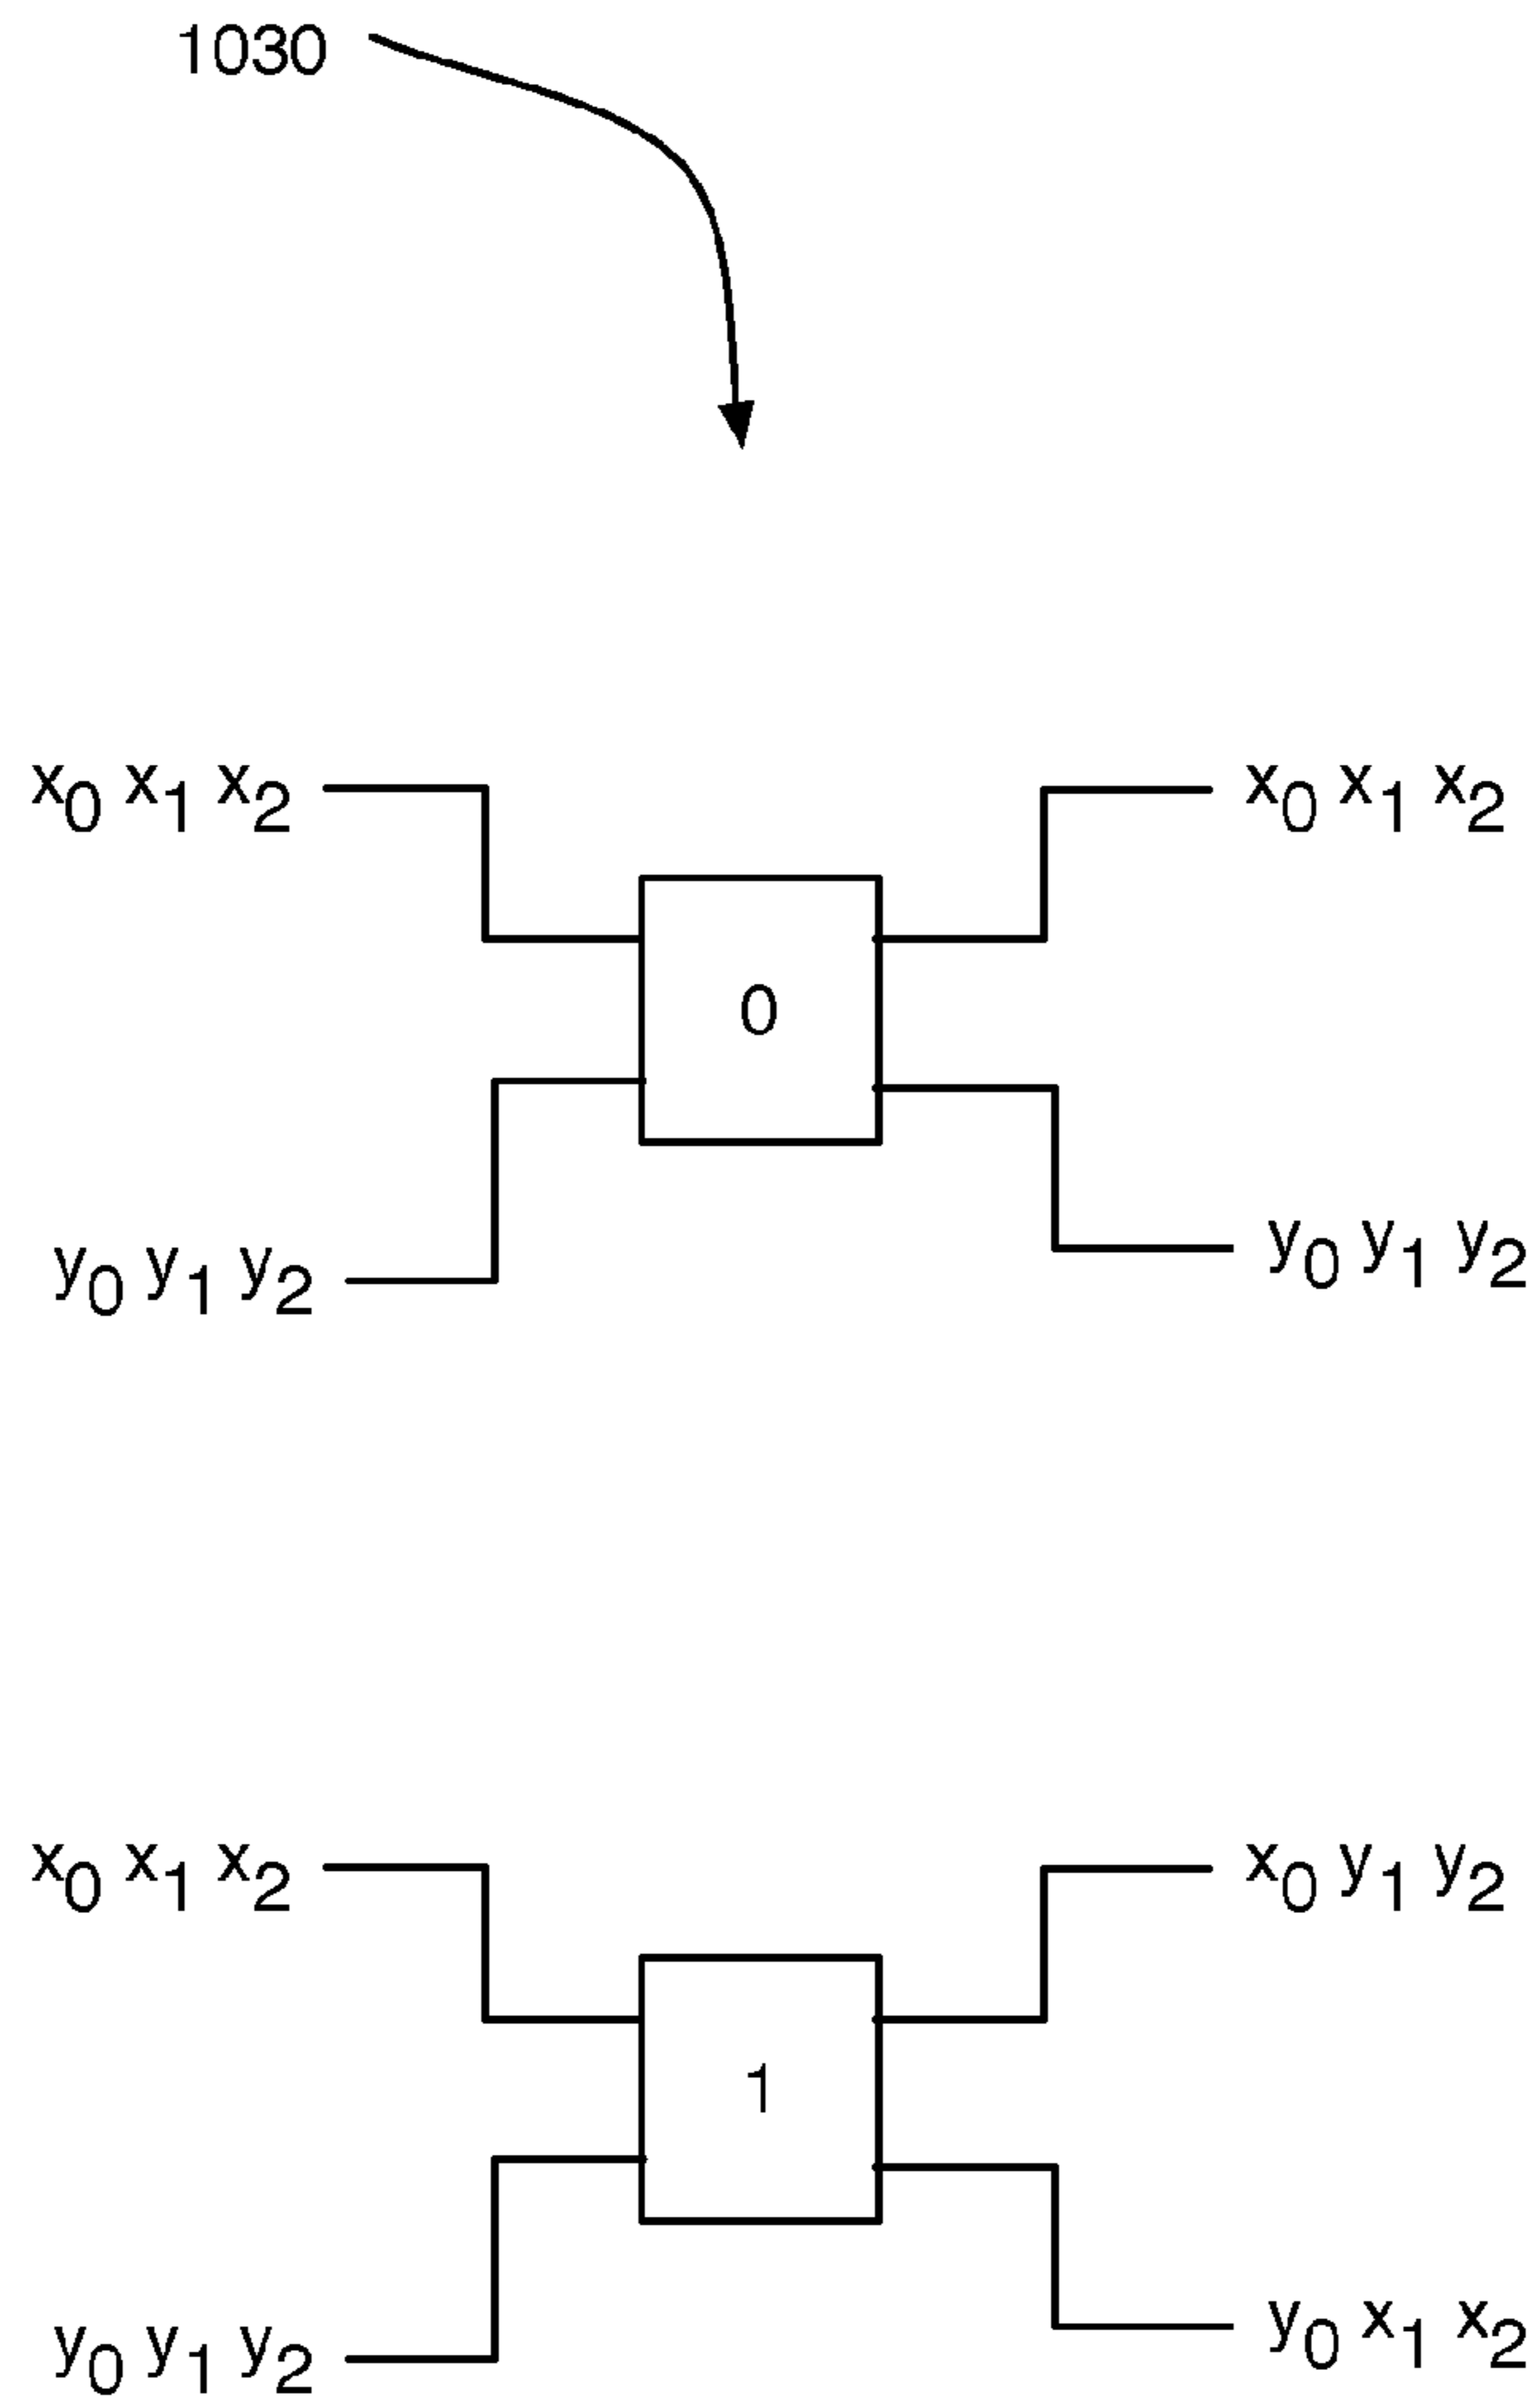 1030
x₀ x₁ x₂ x₀ x₁ x₂
0
y₀ y₁ y₂ y₀ y₁ y₂
x₀ x₁ x₂ x₀ y₁ y₂
1
y₀ y₁ y₂ y₀ x₁ x₂